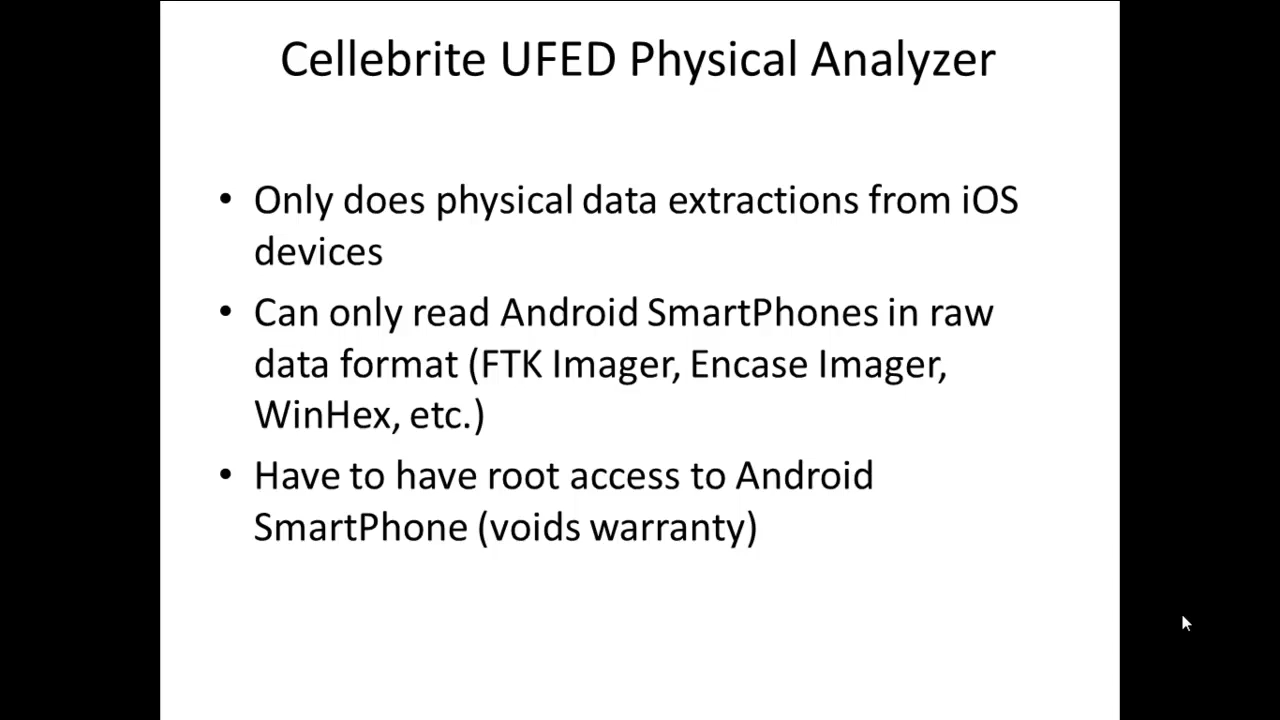 Cellebrite UFED Physical Analyzer
• Only does physical data extractions from iOS
devices
• Can only read Android SmartPhones in raw
data format (FTK Imager, Encase Imager,
WinHex, etc.)
• Have to have root access to Android
SmartPhone (voids warranty)